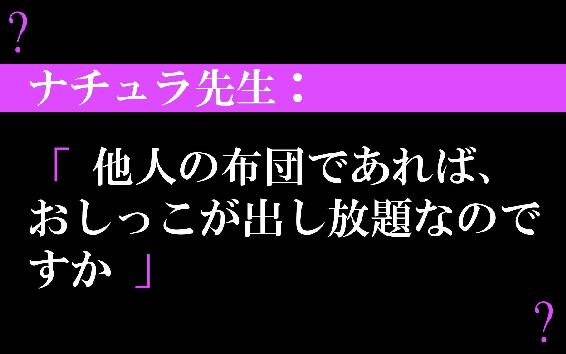 ?
ナチュラ先生：
「 他人の布団であれば、
おしっこが出し放題なので
すか 」
?